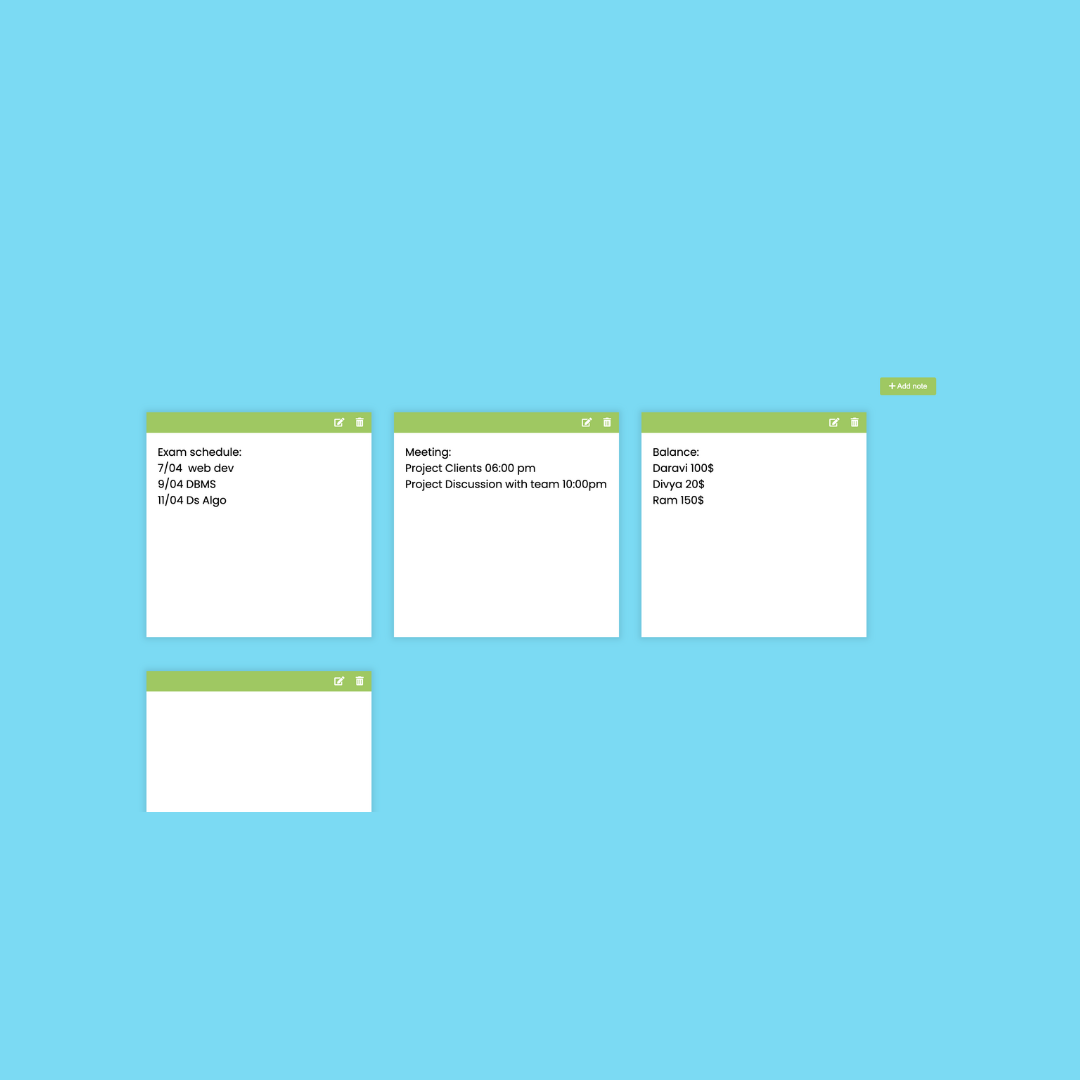 Add note
Exam schedule:
7/04  web dev
9/04 DBMS
11/04 Ds Algo
Meeting:
Project Clients 06:00 pm
Project Discussion with team 10:00pm
Balance:
Daravi 100$
Divya 20$
Ram 150$